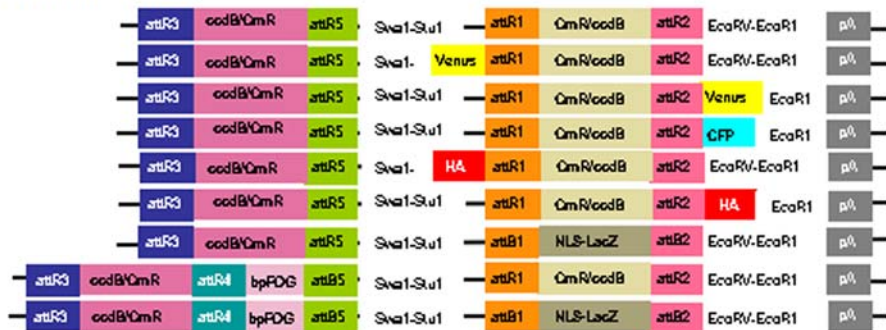 attR3 ccdB/CmR attR5 Swa1-Stu1 attR1 CmR/ccdB attR2 EcoRV-EcoR1 pA
attR3 ccdB/CmR attR5 Swa1- Venus attR1 CmR/ccdB attR2 EcoRV-EcoR1 pA
attR3 ccdB/CmR attR5 Swa1-Stu1 attR1 CmR/ccdB attR2 Venus EcoR1 pA
attR3 ccdB/CmR attR5 Swa1-Stu1 attR1 CmR/ccdB attR2 CFP EcoR1 pA
attR3 ccdB/CmR attR5 Swa1- HA attR1 CmR/ccdB attR2 EcoRV-EcoR1 pA
attR3 ccdB/CmR attR5 Swa1-Stu1 attR1 CmR/ccdB attR2 HA EcoR1 pA
attR3 ccdB/CmR attR5 Swa1-Stu1 attB1 NLS-LacZ attB2 EcoRV-EcoR1 pA
attR3 ccdB/CmR attR4 bpFOG attB5 Swa1-Stu1 attR1 CmR/ccdB attR2 EcoRV-EcoR1 pA
attR3 ccdB/CmR attR4 bpFOG attB5 Swa1-Stu1 attB1 NLS-LacZ attB2 EcoRV-EcoR1 pA